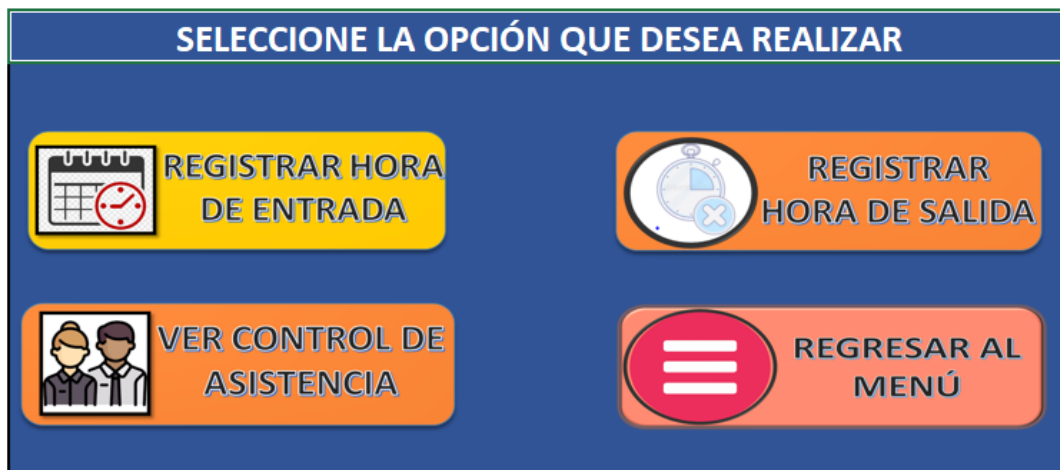 SELECCIONE LA OPCIÓN QUE DESEA REALIZAR
REGISTRAR HORA
DE ENTRADA
REGISTRAR
HORA DE SALIDA
VER CONTROL DE
ASISTENCIA
REGRESAR AL
MENÚ